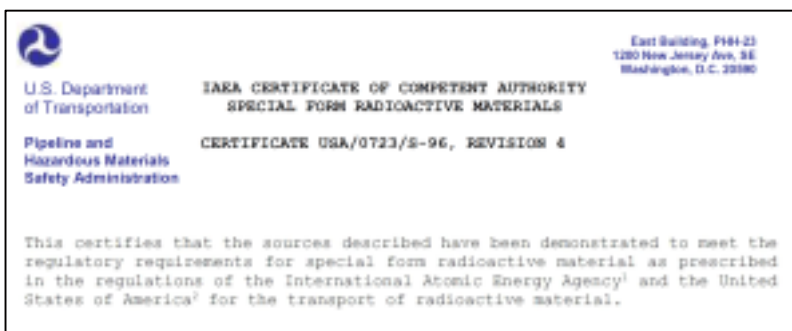 East Building, PHH-23
1200 New Jersey Ave, SE
Washington, D.C. 20590
U.S. Department
of Transportation
IAEA CERTIFICATE OF COMPETENT AUTHORITY
SPECIAL FORM RADIOACTIVE MATERIALS
Pipeline and
Hazardous Materials
Safety Administration
CERTIFICATE USA/0723/S-96, REVISION 4
This certifies that the sources described have been demonstrated to meet the
regulatory requirements for special form radioactive material as prescribed
in the regulations of the International Atomic Energy Agency¹ and the United
States of America² for the transport of radioactive material.